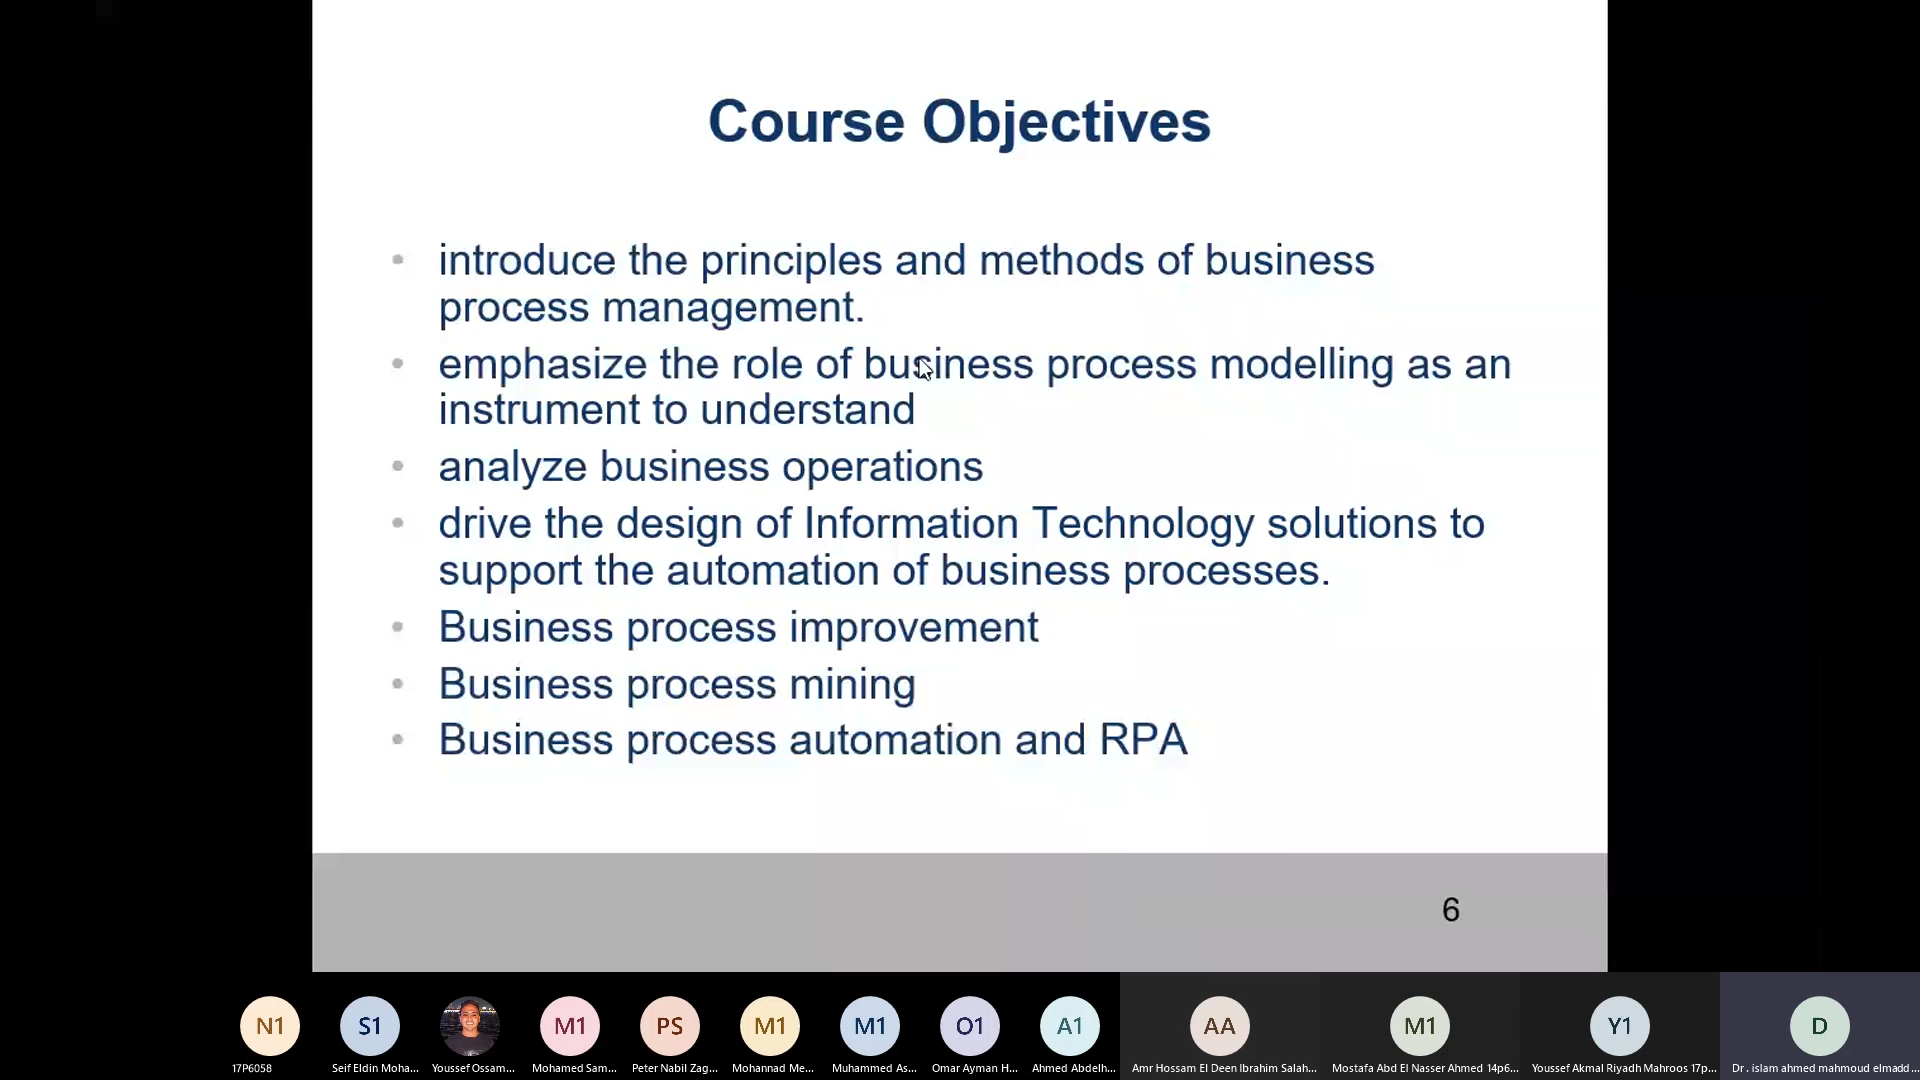 Course Objectives
introduce the principles and methods of business
process management.
emphasize the role of business process modelling as an
instrument to understand
analyze business operations
drive the design of Information Technology solutions to
support the automation of business processes.
Business process improvement
Business process mining
Business process automation and RPA
6
N1
S1
M1
PS
M1
M1
O1
A1
AA
M1
Y1
D
17P6058
Seif Eldin Moha...
Youssef Ossam...
Mohamed Sam...
Peter Nabil Zag...
Mohannad Me...
Muhammed As...
Omar Ayman H...
Ahmed Abdelh...
Amr Hossam El Deen Ibrahim Salah...
Mostafa Abd El Nasser Ahmed 14p6...
Youssef Akmal Riyadh Mahroos 17p...
Dr . islam ahmed mahmoud elmadd ...